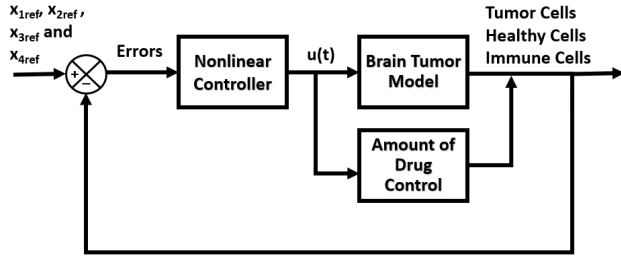 x1ref, x2ref ,
x3ref and
x4ref
Errors
+
−
Nonlinear
Controller
u(t)
Brain Tumor
Model
Amount of
Drug
Control
Tumor Cells
Healthy Cells
Immune Cells